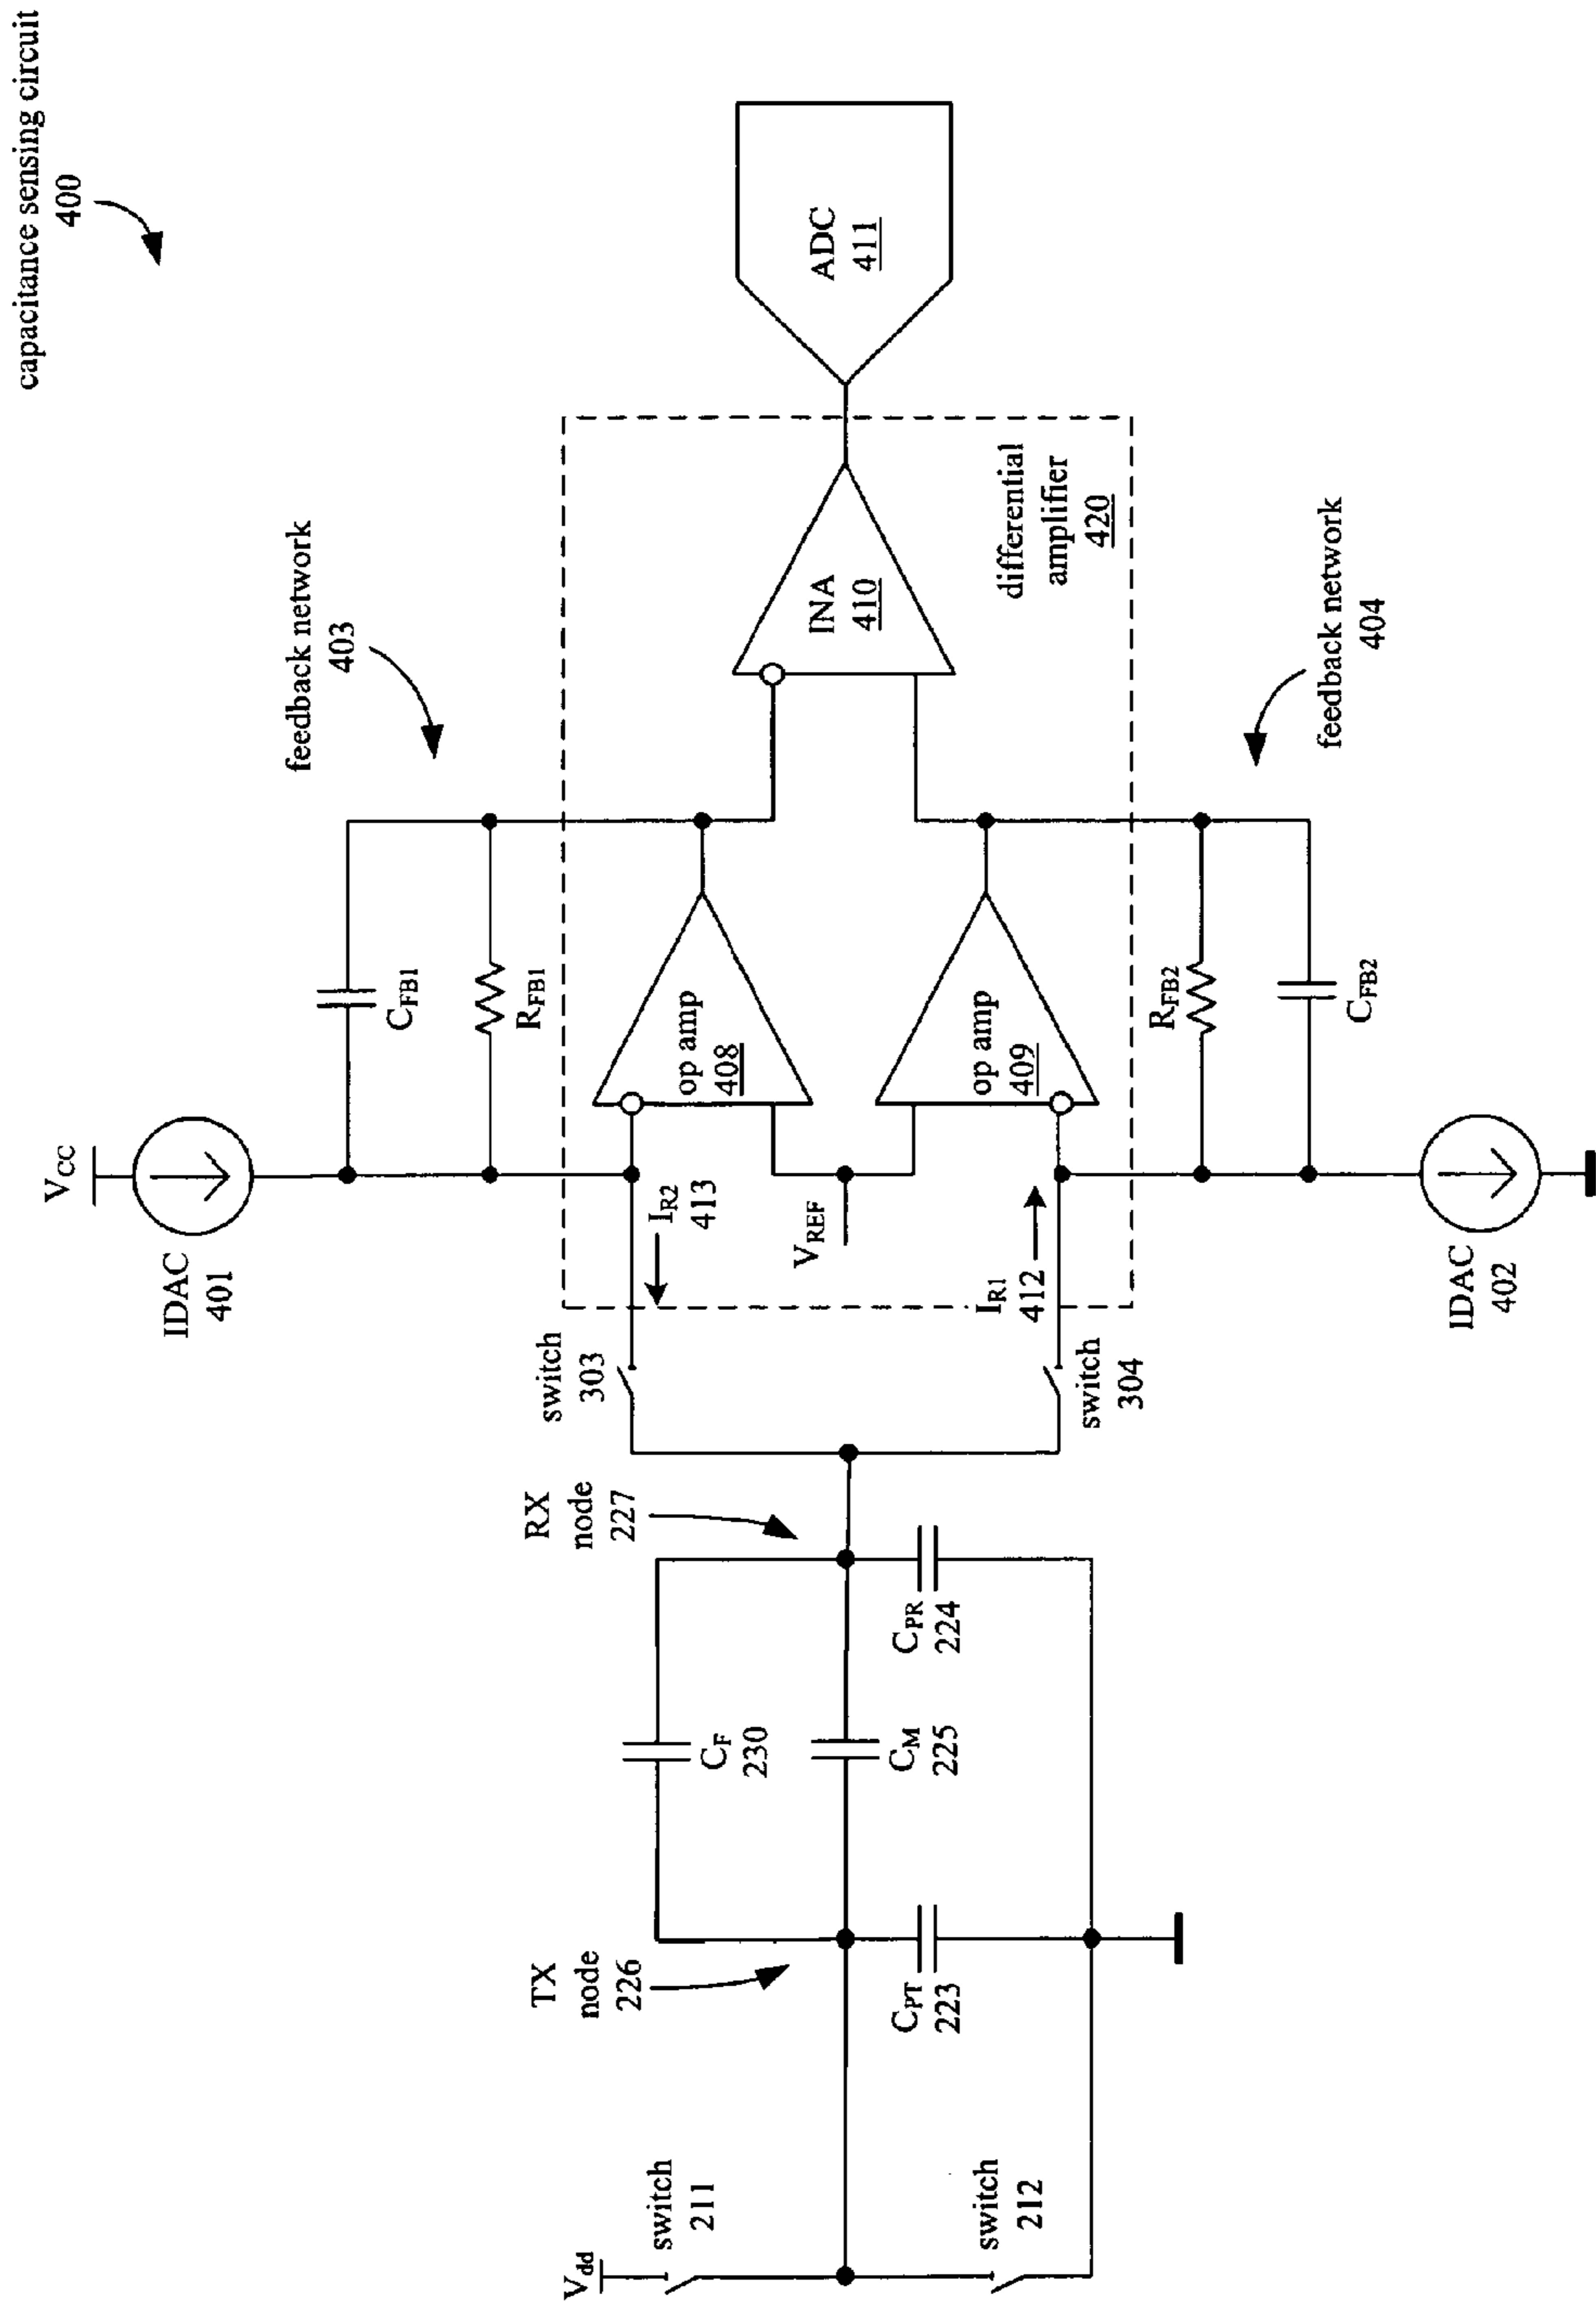 capacitance sensing circuit
400
V_CC
IDAC
401
feedback network
403
C_FB1
R_FB1
switch
303
I_R2
413
op amp
408
V_REF
INA
410
ADC
411
differential
amplifier
420
op amp
409
I_R1
412
switch
304
R_FB2
C_FB2
feedback network
404
IDAC
402
TX
node
226
RX
node
227
C_F
230
C_M
225
C_PT
223
C_PR
224
V_dd
switch
211
switch
212